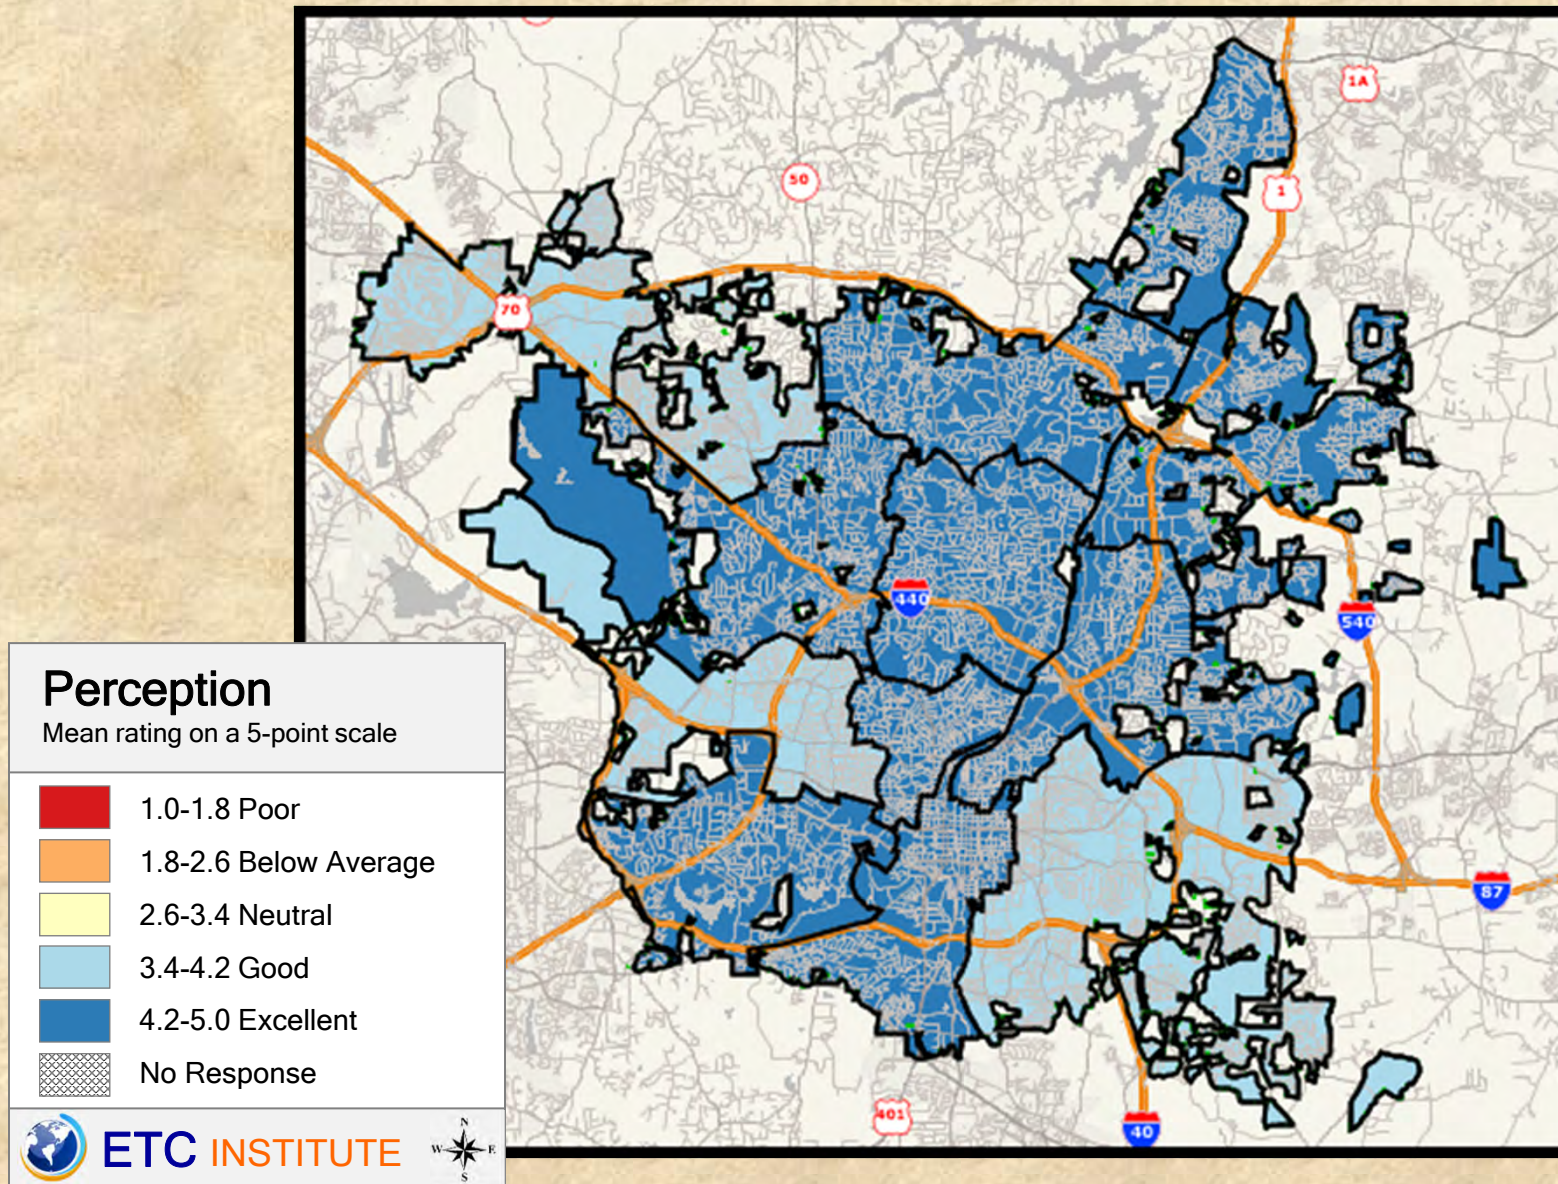 1A
50
1
70
440
540
87
401
40
Perception
Mean rating on a 5-point scale
1.0-1.8 Poor
1.8-2.6 Below Average
2.6-3.4 Neutral
3.4-4.2 Good
4.2-5.0 Excellent
No Response
ETC INSTITUTE
N
W E
S